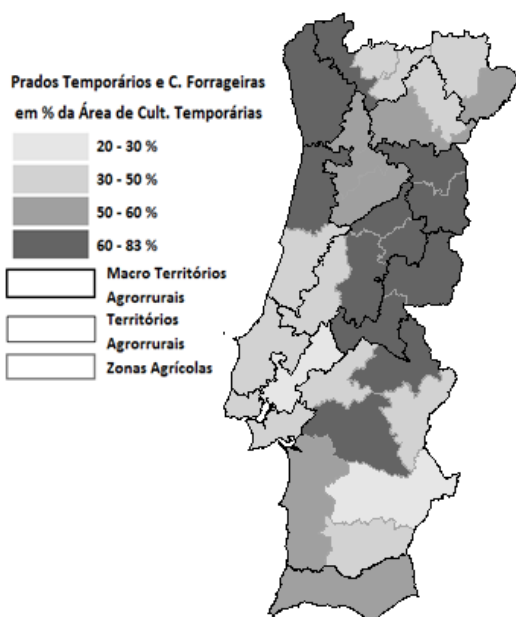 Prados Temporários e C. Forrageiras
em % da Área de Cult. Temporárias
20 - 30 %
30 - 50 %
50 - 60 %
60 - 83 %
Macro Territórios
Agrorrurais
Territórios
Agrorrurais
Zonas Agrícolas